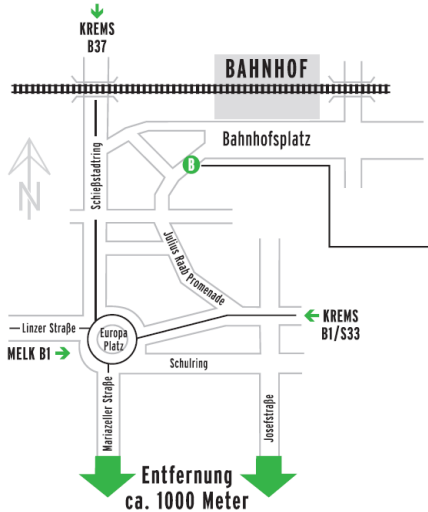 KREMS
B37
BAHNHOF
Bahnhofsplatz
B
Schießstadtring
N
Julius Raab Promenade
Linzer Straße
Europa
Platz
KREMS
B1/S33
MELK B1
Schulring
Mariazeller Straße
Josefstraße
Entfernung
ca. 1000 Meter